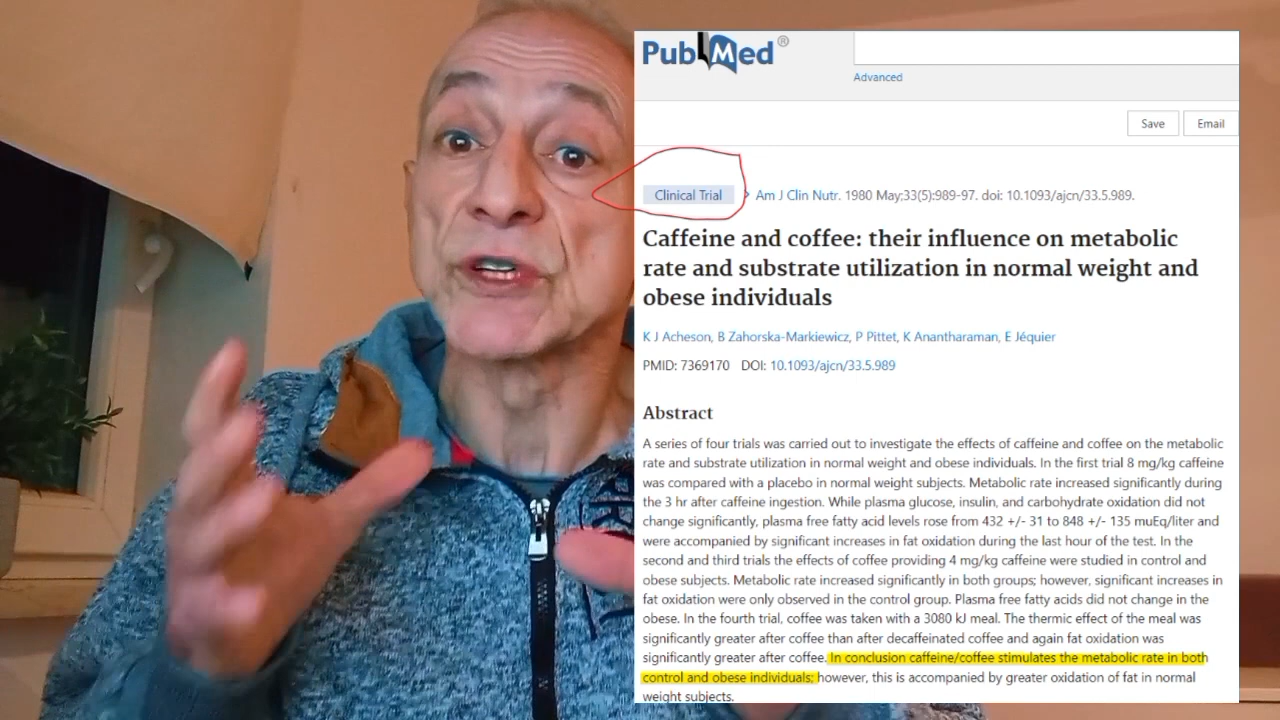 PubMed®
Advanced
Save
Email
Clinical Trial
Am J Clin Nutr. 1980 May;33(5):989-97. doi: 10.1093/ajcn/33.5.989.
Caffeine and coffee: their influence on metabolic
rate and substrate utilization in normal weight and
obese individuals
K J Acheson, B Zahorska-Markiewicz, P Pittet, K Anantharaman, E Jéquier
PMID: 7369170 DOI: 10.1093/ajcn/33.5.989
Abstract
A series of four trials was carried out to investigate the effects of caffeine and coffee on the metabolic
rate and substrate utilization in normal weight and obese individuals. In the first trial 8 mg/kg caffeine
was compared with a placebo in normal weight subjects. Metabolic rate increased significantly during
the 3 hr after caffeine ingestion. While plasma glucose, insulin, and carbohydrate oxidation did not
change significantly, plasma free fatty acid levels rose from 432 +/- 31 to 848 +/- 135 muEq/liter and
were accompanied by significant increases in fat oxidation during the last hour of the test. In the
second and third trials the effects of coffee providing 4 mg/kg caffeine were studied in control and
obese subjects. Metabolic rate increased significantly in both groups; however, significant increases in
fat oxidation were only observed in the control group. Plasma free fatty acids did not change in the
obese. In the fourth trial, coffee was taken with a 3080 kJ meal. The thermic effect of the meal was
significantly greater after coffee than after decaffeinated coffee and again fat oxidation was
significantly greater after coffee. In conclusion caffeine/coffee stimulates the metabolic rate in both
control and obese individuals; however, this is accompanied by greater oxidation of fat in normal
weight subjects.